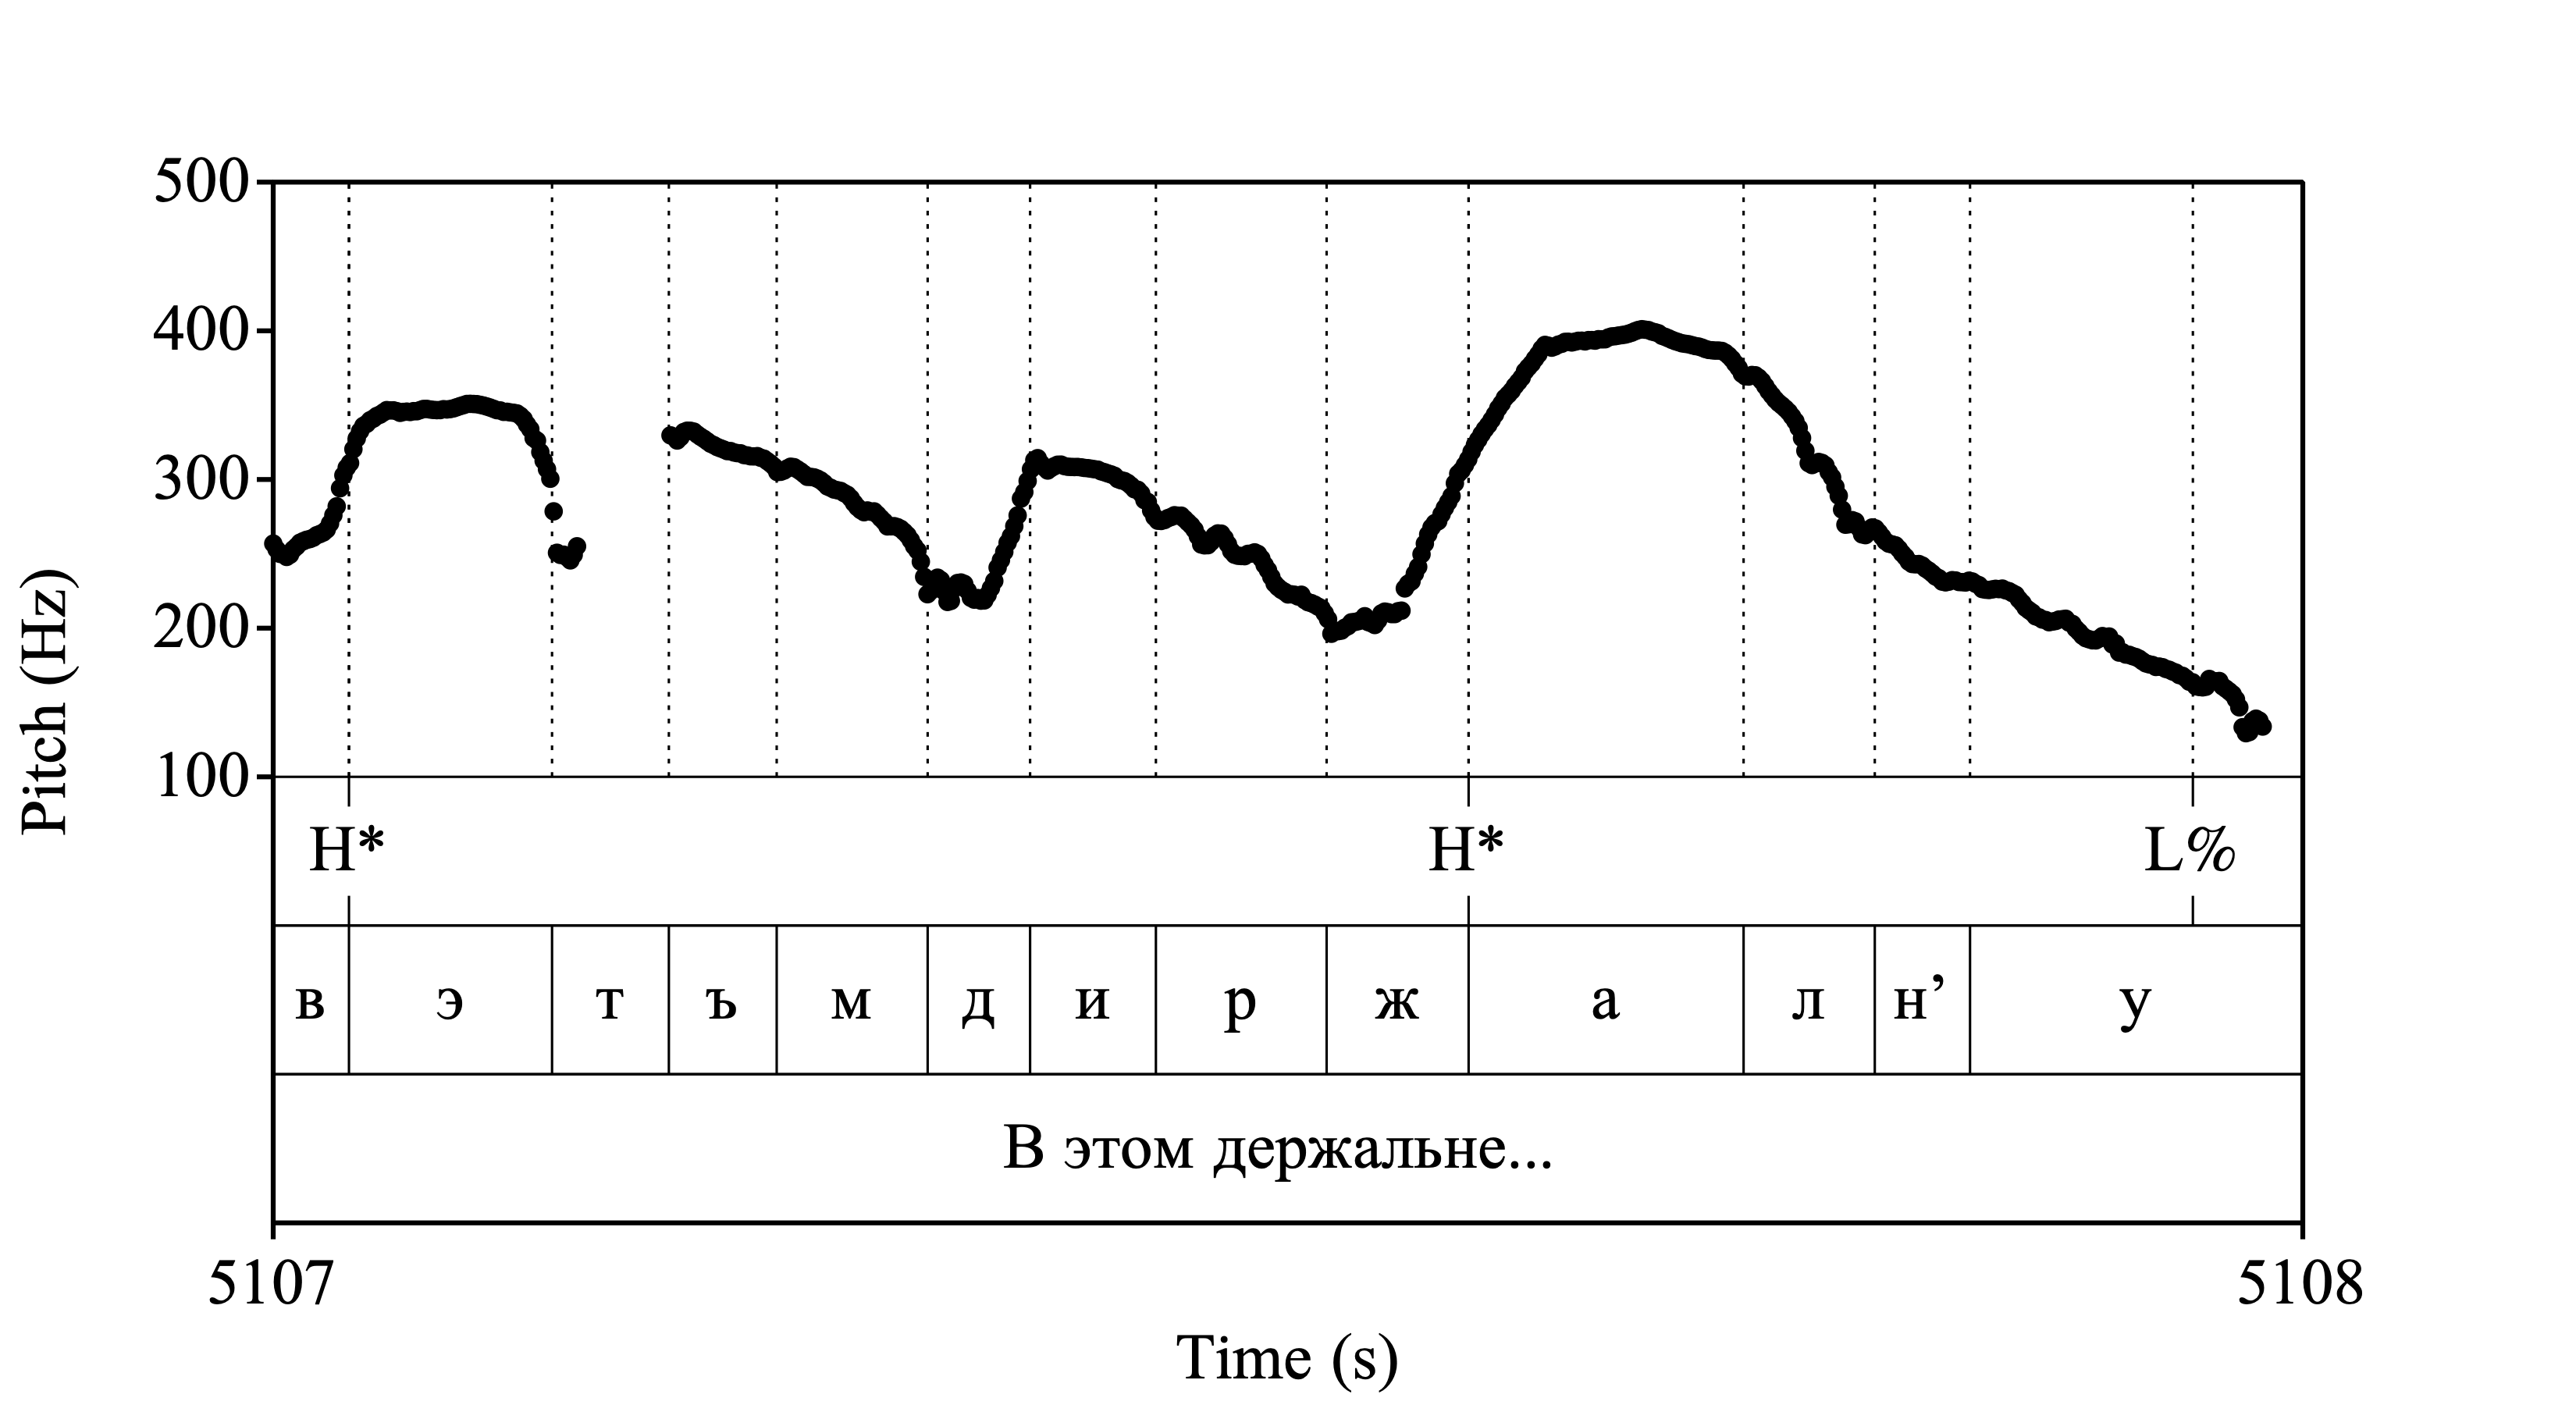 500
400
300
200
100
Pitch (Hz)
H* H* L%
в э т ъ м д и р ж а л н’ у
В этом держальне...
5107 5108
Time (s)